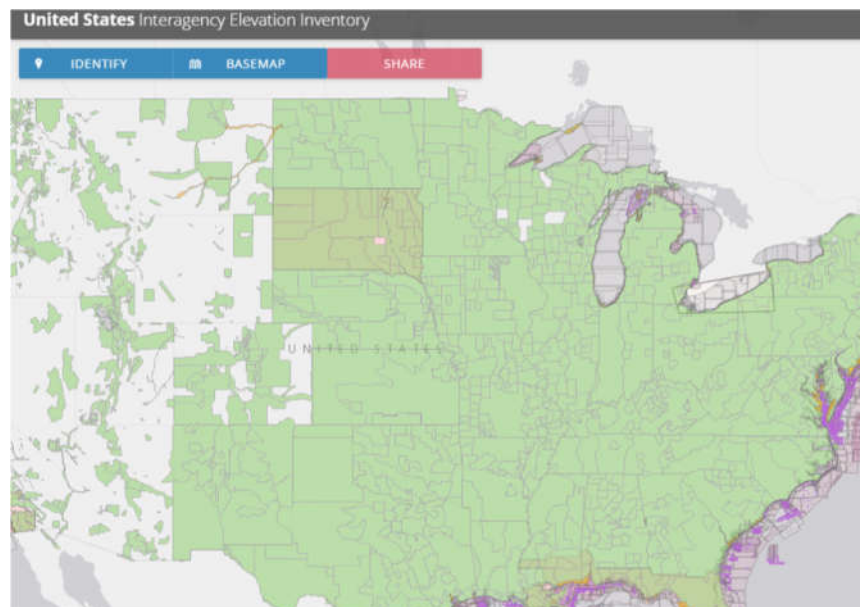 United States Interagency Elevation Inventory
IDENTIFY
BASEMAP
SHARE
UNITED STATES